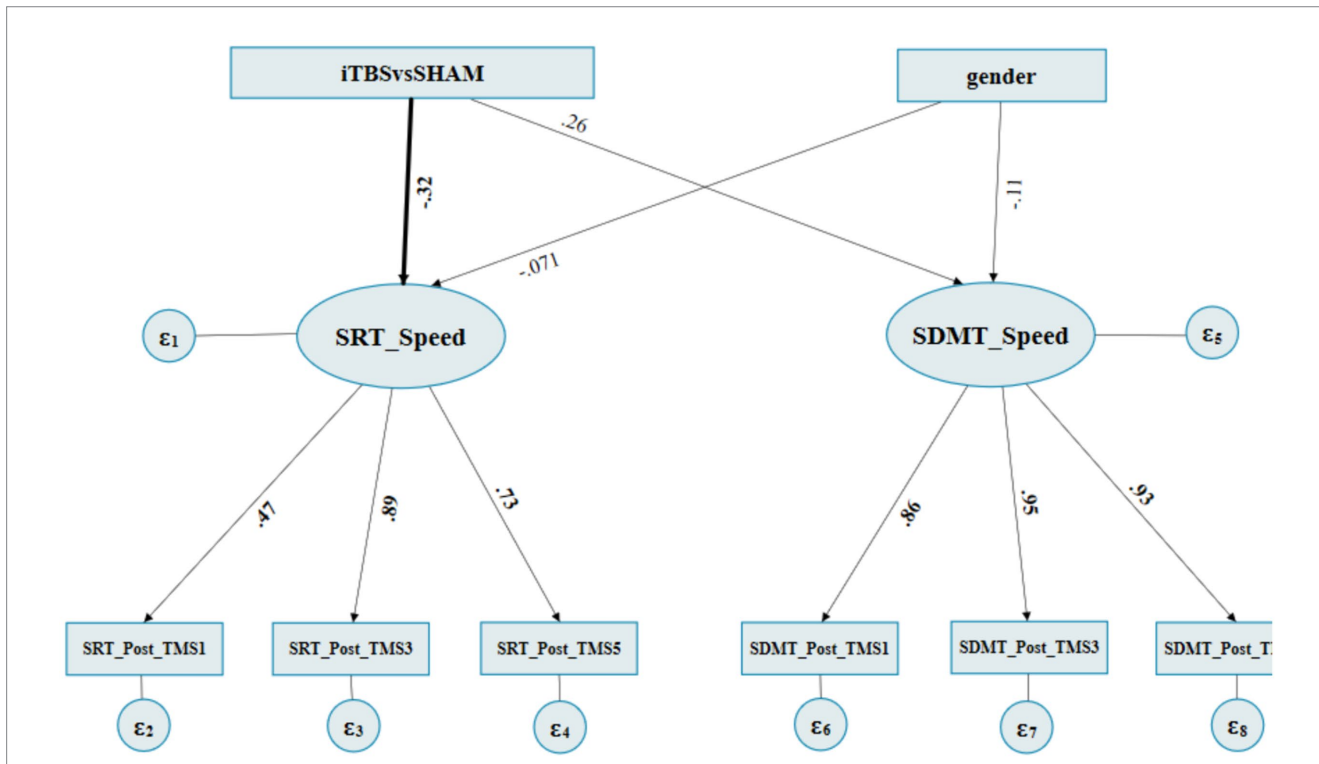 iTBSvsSHAM
gender
.26
-.32
-.11
-.071
ε1
SRT_Speed
SDMT_Speed
ε5
.47
.89
.73
.86
.95
.93
SRT_Post_TMS1
SRT_Post_TMS3
SRT_Post_TMS5
SDMT_Post_TMS1
SDMT_Post_TMS3
ε2
ε3
ε4
ε6
ε7
ε8